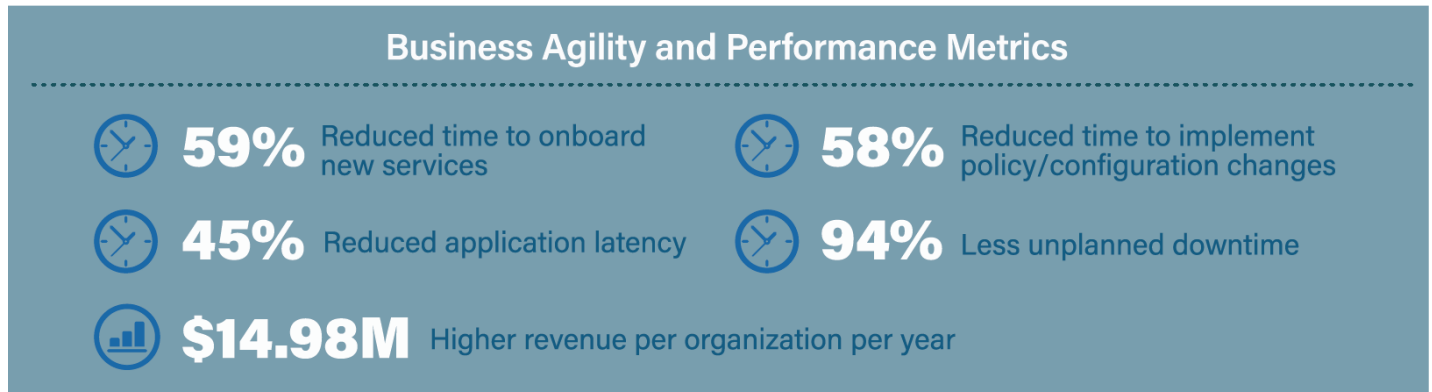 Business Agility and Performance Metrics
59% Reduced time to onboard
new services
58% Reduced time to implement
policy/configuration changes
45% Reduced application latency
94% Less unplanned downtime
$14.98M Higher revenue per organization per year